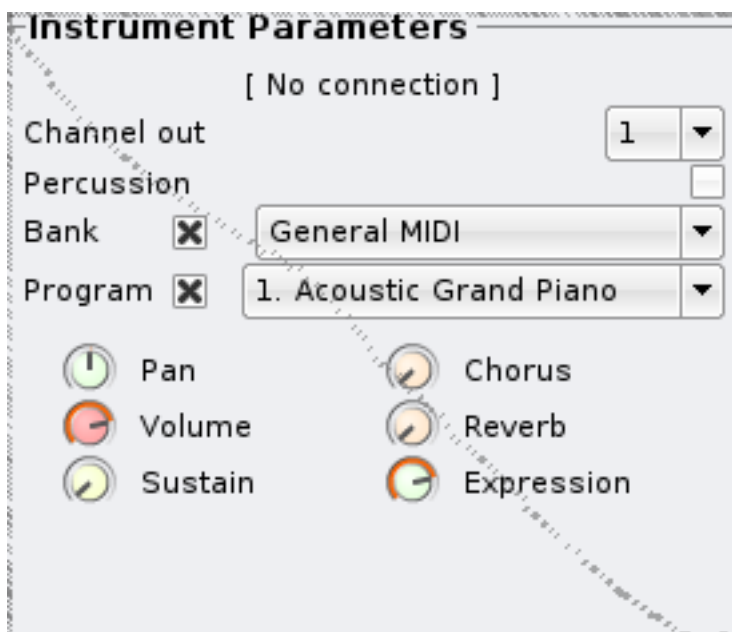 Instrument Parameters
[ No connection ]
Channel out 1
Percussion
Bank General MIDI
Program 1. Acoustic Grand Piano
Pan Chorus
Volume Reverb
Sustain Expression